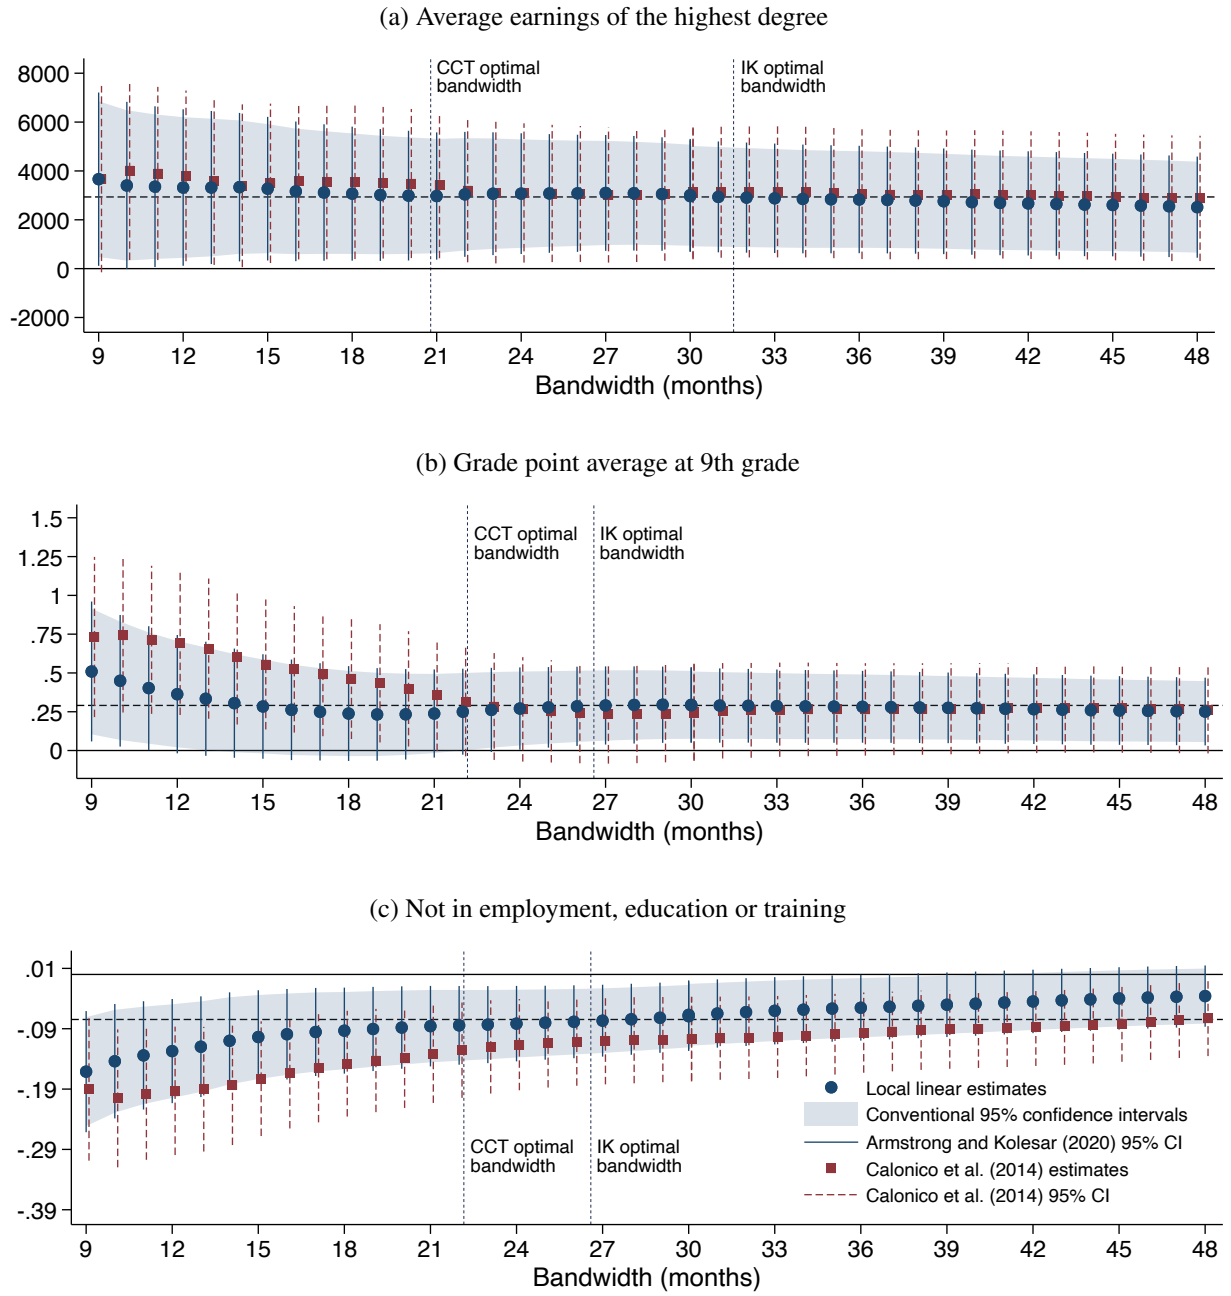 (a) Average earnings of the highest degree
CCT optimal
bandwidth
IK optimal
bandwidth
8000
6000
4000
2000
0
-2000
9 12 15 18 21 24 27 30 33 36 39 42 45 48
Bandwidth (months)
(b) Grade point average at 9th grade
CCT optimal
bandwidth
IK optimal
bandwidth
1.5
1.25
1
.75
.5
.25
0
9 12 15 18 21 24 27 30 33 36 39 42 45 48
Bandwidth (months)
(c) Not in employment, education or training
.01
-.09
-.19
-.29
-.39
CCT optimal
bandwidth
IK optimal
bandwidth
Local linear estimates
Conventional 95% confidence intervals
Armstrong and Kolesar (2020) 95% CI
Calonico et al. (2014) estimates
Calonico et al. (2014) 95% CI
9 12 15 18 21 24 27 30 33 36 39 42 45 48
Bandwidth (months)